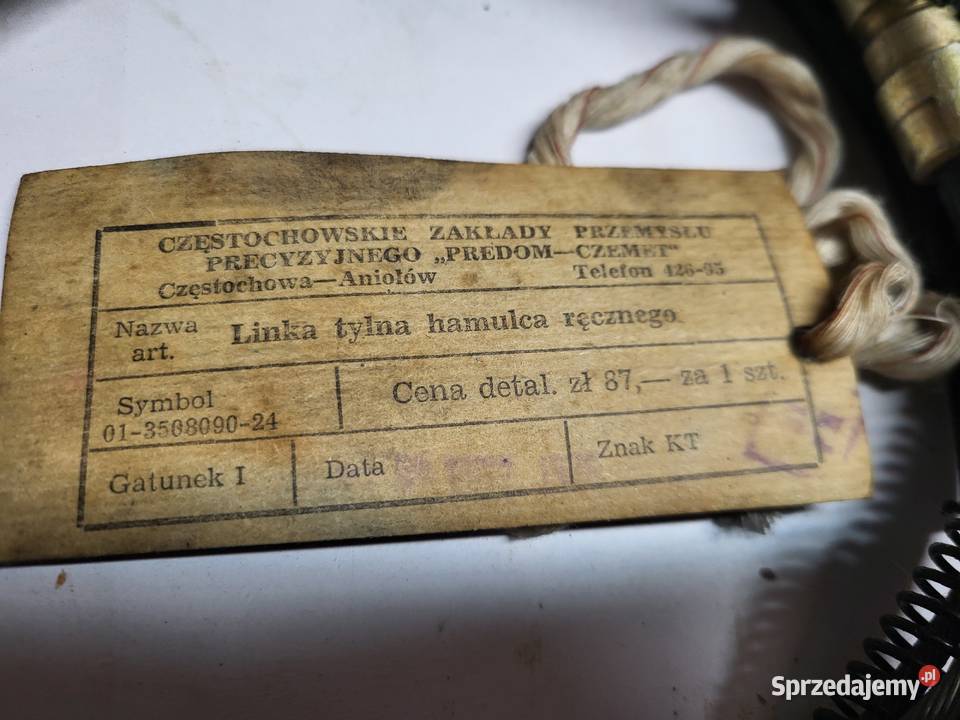 CZĘSTOCHOWSKIE ZAKŁADY PRZEMYSŁU
PRECYZYJNEGO „PREDOM—CZEMET"
Częstochowa—Aniołów Telefon 426-95
Nazwa art. Linka tylna hamulca ręcznego
Symbol Cena detal. zł 87,— za 1 szt.
01-3508090-24
Gatunek I Data Znak KT
Sprzedajemy.pl